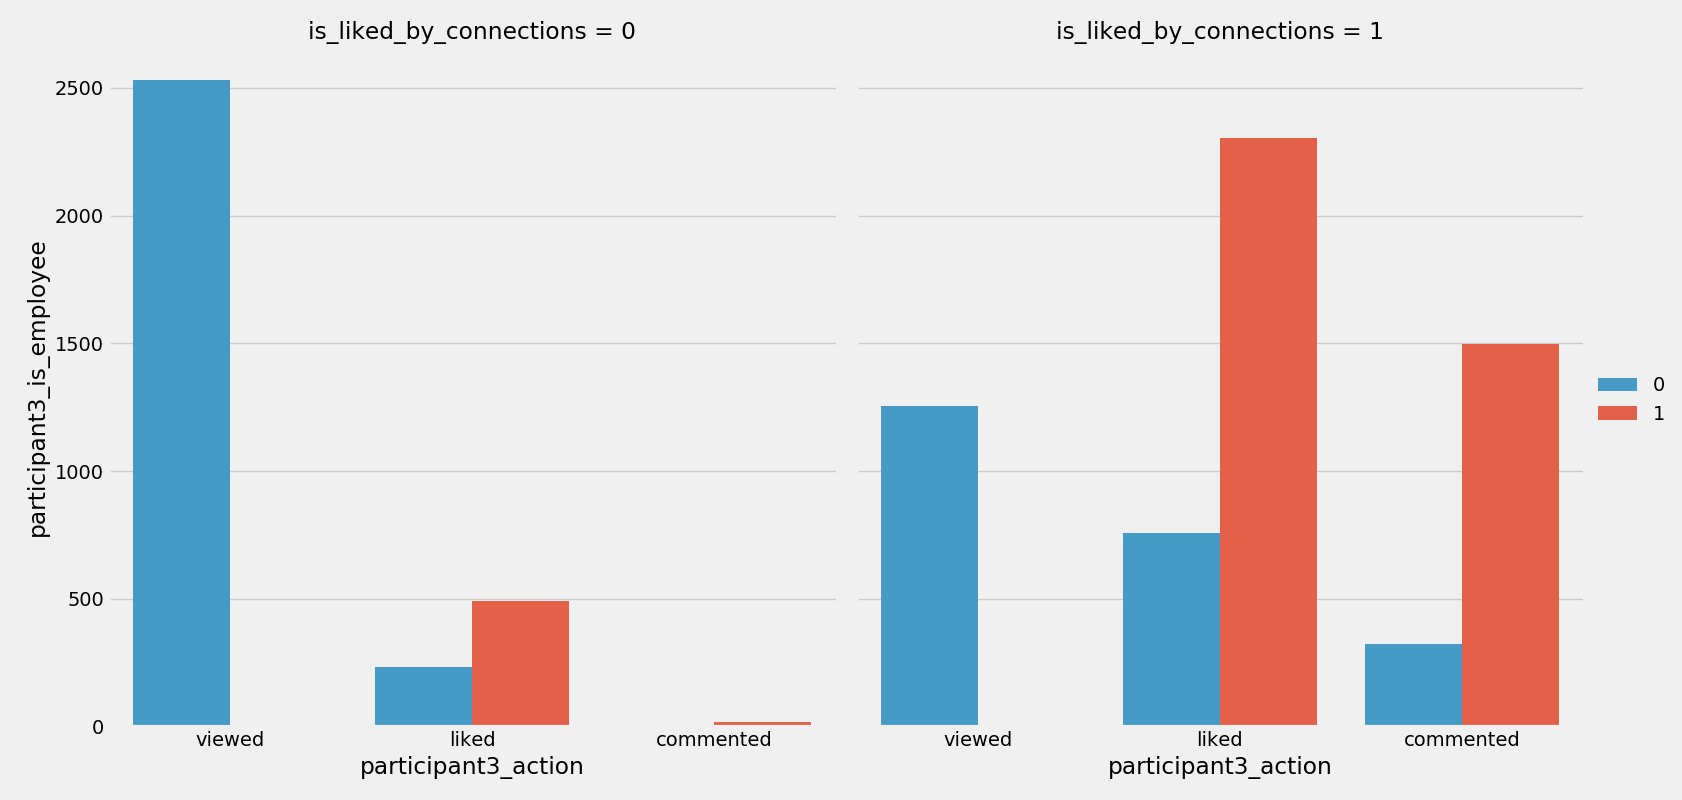 is_liked_by_connections = 0
is_liked_by_connections = 1
participant3_is_employee
2500
2000
1500
1000
500
0
viewed liked commented
viewed liked commented
participant3_action
participant3_action
0
1